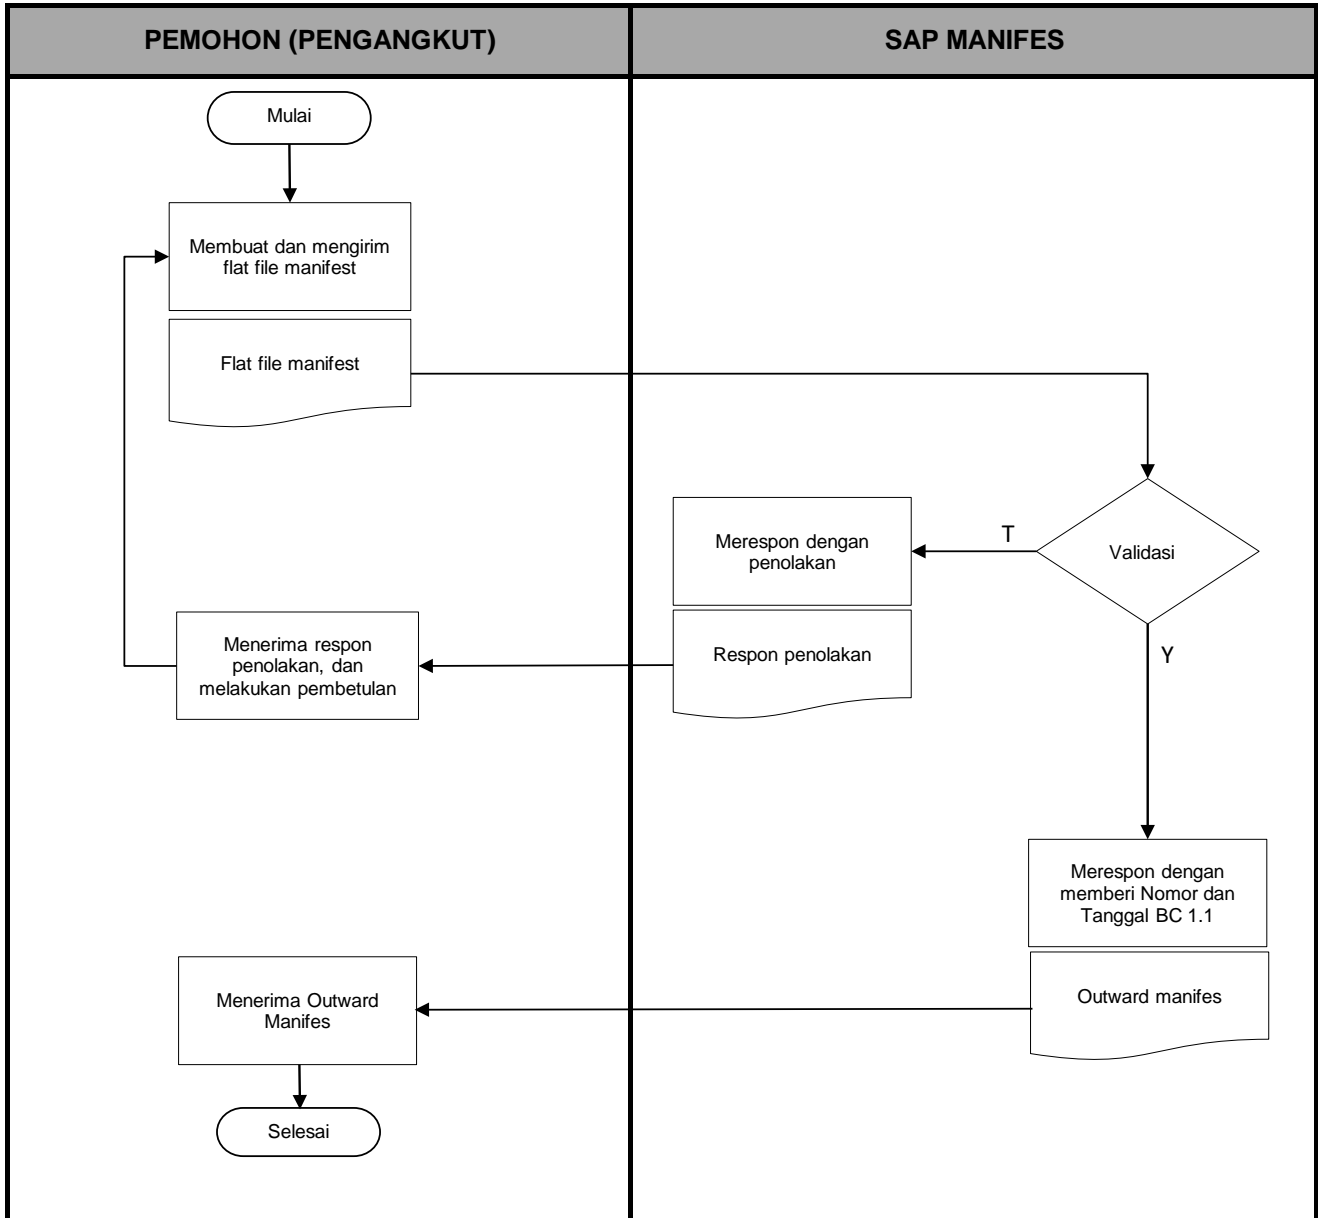 PEMOHON (PENGANGKUT)
SAP MANIFES
Mulai
Membuat dan mengirim
flat file manifest
Flat file manifest
Validasi
T
Y
Merespon dengan
penolakan
Respon penolakan
Menerima respon
penolakan, dan
melakukan pembetulan
Merespon dengan
memberi Nomor dan
Tanggal BC 1.1
Outward manifes
Menerima Outward
Manifes
Selesai